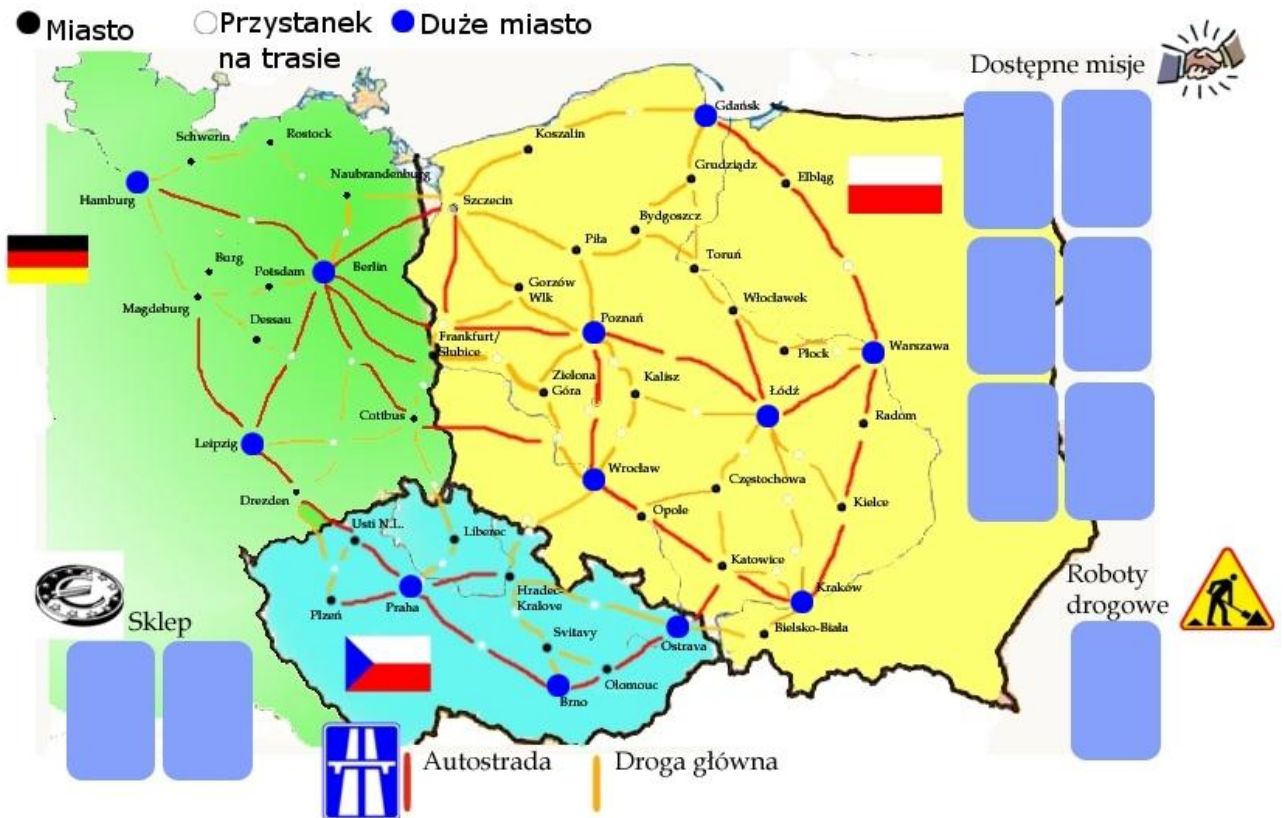 Miasto
Przystanek
na trasie
Duże miasto
Dostępne misje
Gdańsk
Schwerin
Rostock
Koszalin
Grudziądz
Elbląg
Hamburg
Naubrandenburg
Szczecin
Bydgoszcz
Piła
Toruń
Burg
Potsdam
Berlin
Gorzów
Wlk
Włocławek
Magdeburg
Dessau
Poznań
Frankfurt/
Słubice
Płock
Warszawa
Zielona
Góra
Kalisz
Łódź
Cottbus
Radom
Leipzig
Wrocław
Częstochowa
Drezden
Opole
Kielce
Usti N.L.
Liberec
Katowice
Kraków
Hradec-
Kralove
Plzeń
Praha
Bielsko-Biała
Svitavy
Ostrava
Ołomouc
Brno
Sklep
Roboty
drogowe
Autostrada
Droga główna